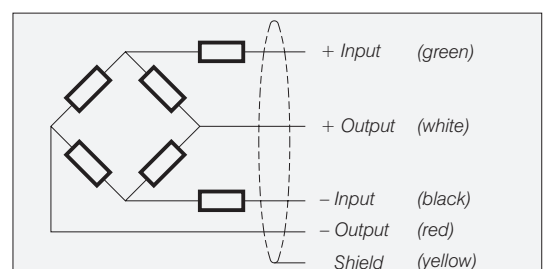 + Input (green)
+ Output (white)
– Input (black)
– Output (red)
Shield (yellow)